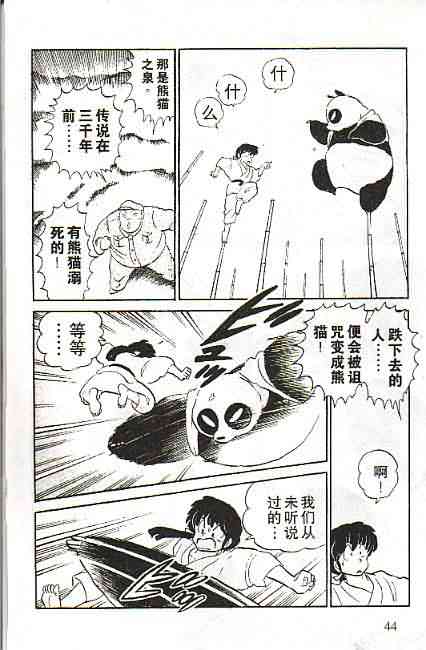 什
什
么
那是熊猫
之泉。
传说在
三千年
前……
有熊猫溺
死的！
跌下去的
人……
便会被诅
咒变成熊
猫！
等等
……
啊！
我们从
未听说
过的…
44